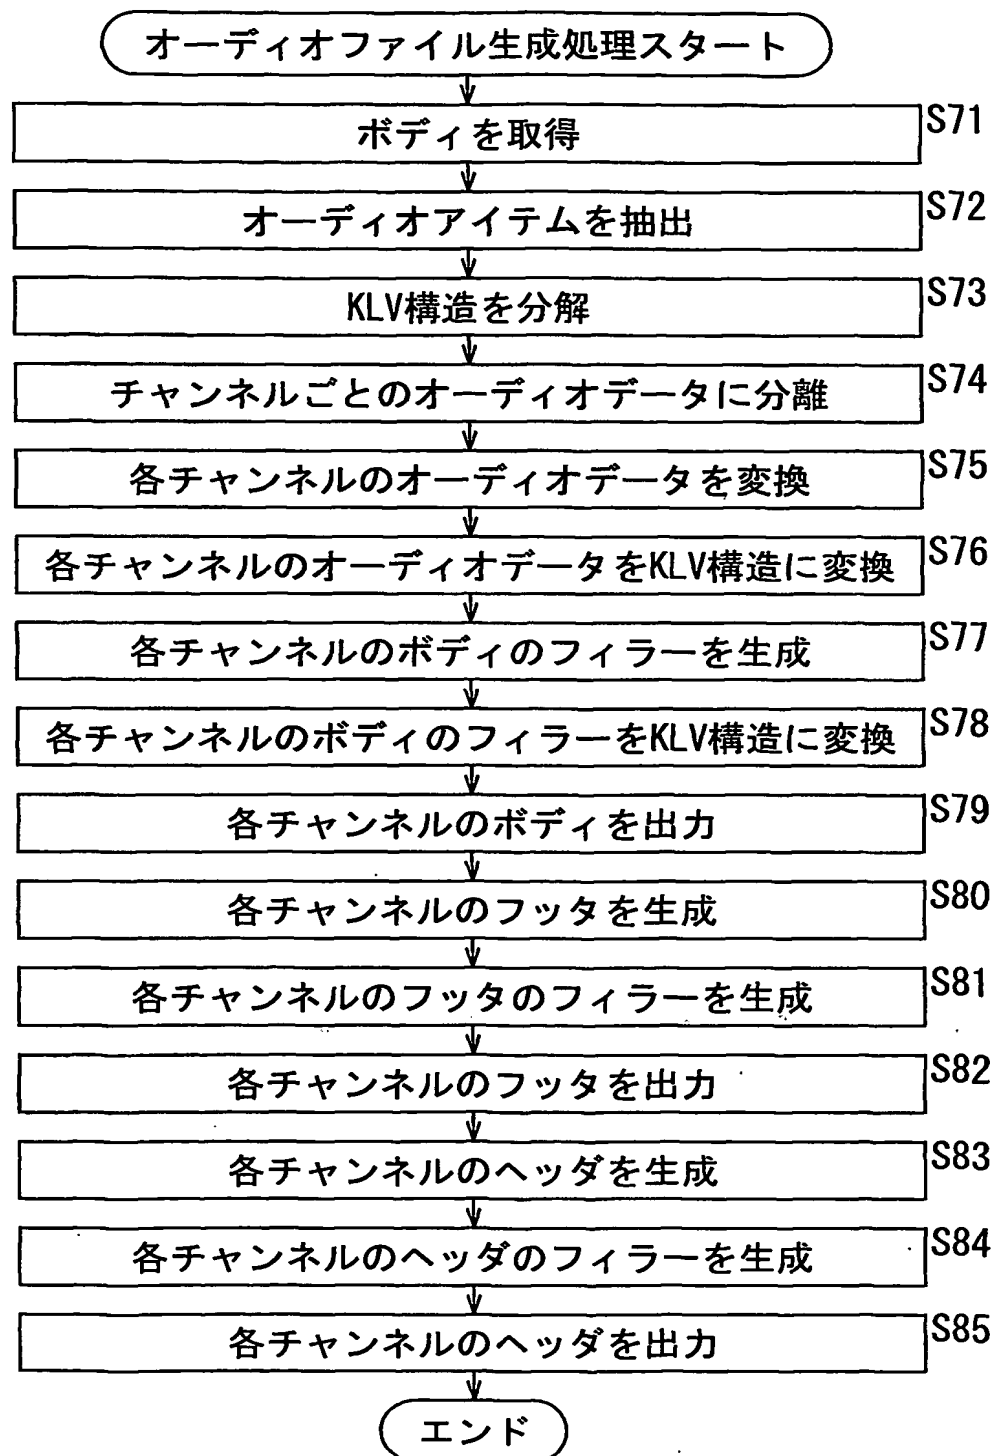 オーディオファイル生成処理スタート
ボディを取得 S71
オーディオアイテムを抽出 S72
KLV構造を分解 S73
チャンネルごとのオーディオデータに分離 S74
各チャンネルのオーディオデータを変換 S75
各チャンネルのオーディオデータをKLV構造に変換 S76
各チャンネルのボディのフィラーを生成 S77
各チャンネルのボディのフィラーをKLV構造に変換 S78
各チャンネルのボディを出力 S79
各チャンネルのフッタを生成 S80
各チャンネルのフッタのフィラーを生成 S81
各チャンネルのフッタを出力 S82
各チャンネルのヘッダを生成 S83
各チャンネルのヘッダのフィラーを生成 S84
各チャンネルのヘッダを出力 S85
エンド